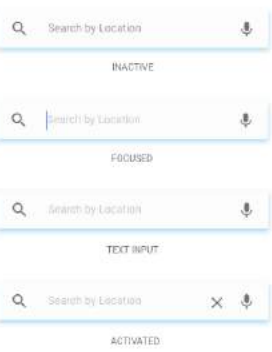 Search by Location
INACTIVE
Search by Location
FOCUSED
Search by Location
TEXT INPUT
Search by Location
ACTIVATED